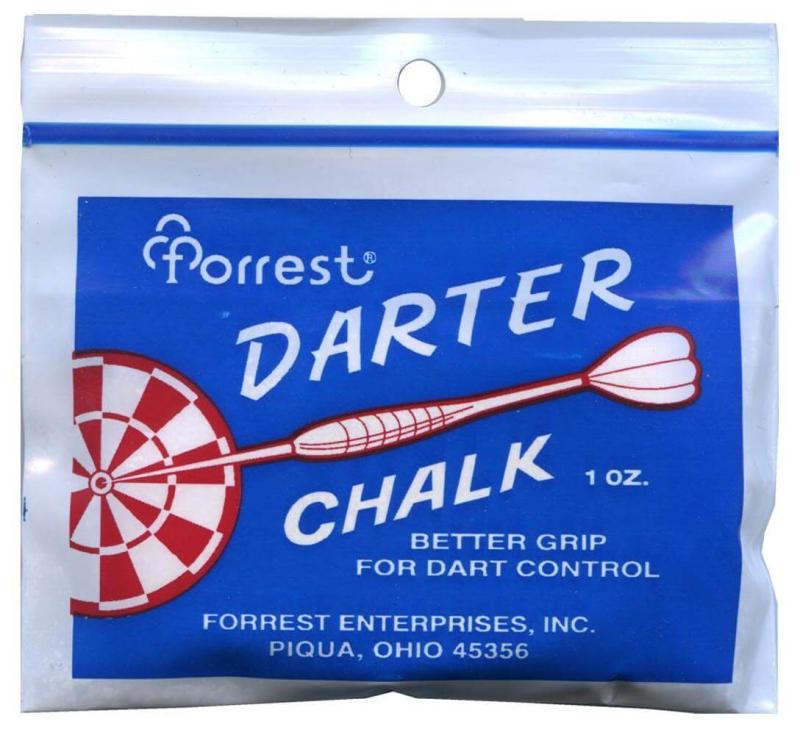 Forrest®
DARTER
CHALK 1 OZ.
BETTER GRIP
FOR DART CONTROL
FORREST ENTERPRISES, INC.
PIQUA, OHIO 45356